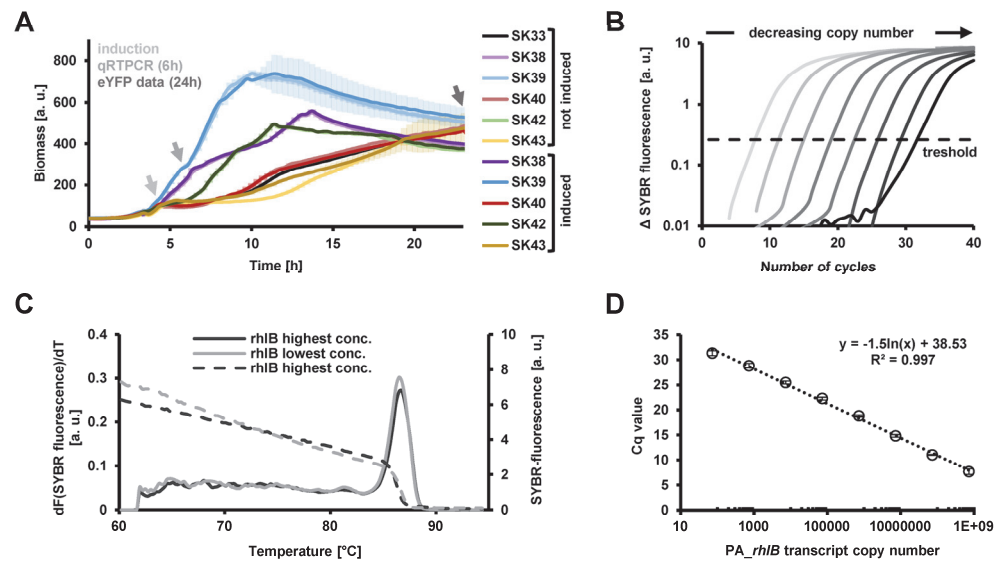 A
induction
qRTPCR (6h)
eYFP data (24h)
Biomass [a. u.]
800
600
400
200
0
0
5
10
15
20
Time [h]
SK33
SK38
SK39
SK40
SK42
SK43
not induced
SK38
SK39
SK40
SK42
SK43
induced
B
decreasing copy number
Δ SYBR fluorescence [a. u.]
10
1
0.1
0.01
treshold
0
10
20
30
40
Number of cycles
C
rhlB highest conc.
rhlB lowest conc.
rhlB highest conc.
dF(SYBR fluorescence)/dT
[a. u.]
0.4
0.3
0.2
0.1
0
10
8
6
4
2
0
SYBR-fluorescence [a. u.]
60
70
80
90
Temperature [°C]
D
y = -1.5ln(x) + 38.53
R² = 0.997
Cq value
35
30
25
20
15
10
5
0
10
1000
100000
10000000
1E+09
PA_rhlB transcript copy number